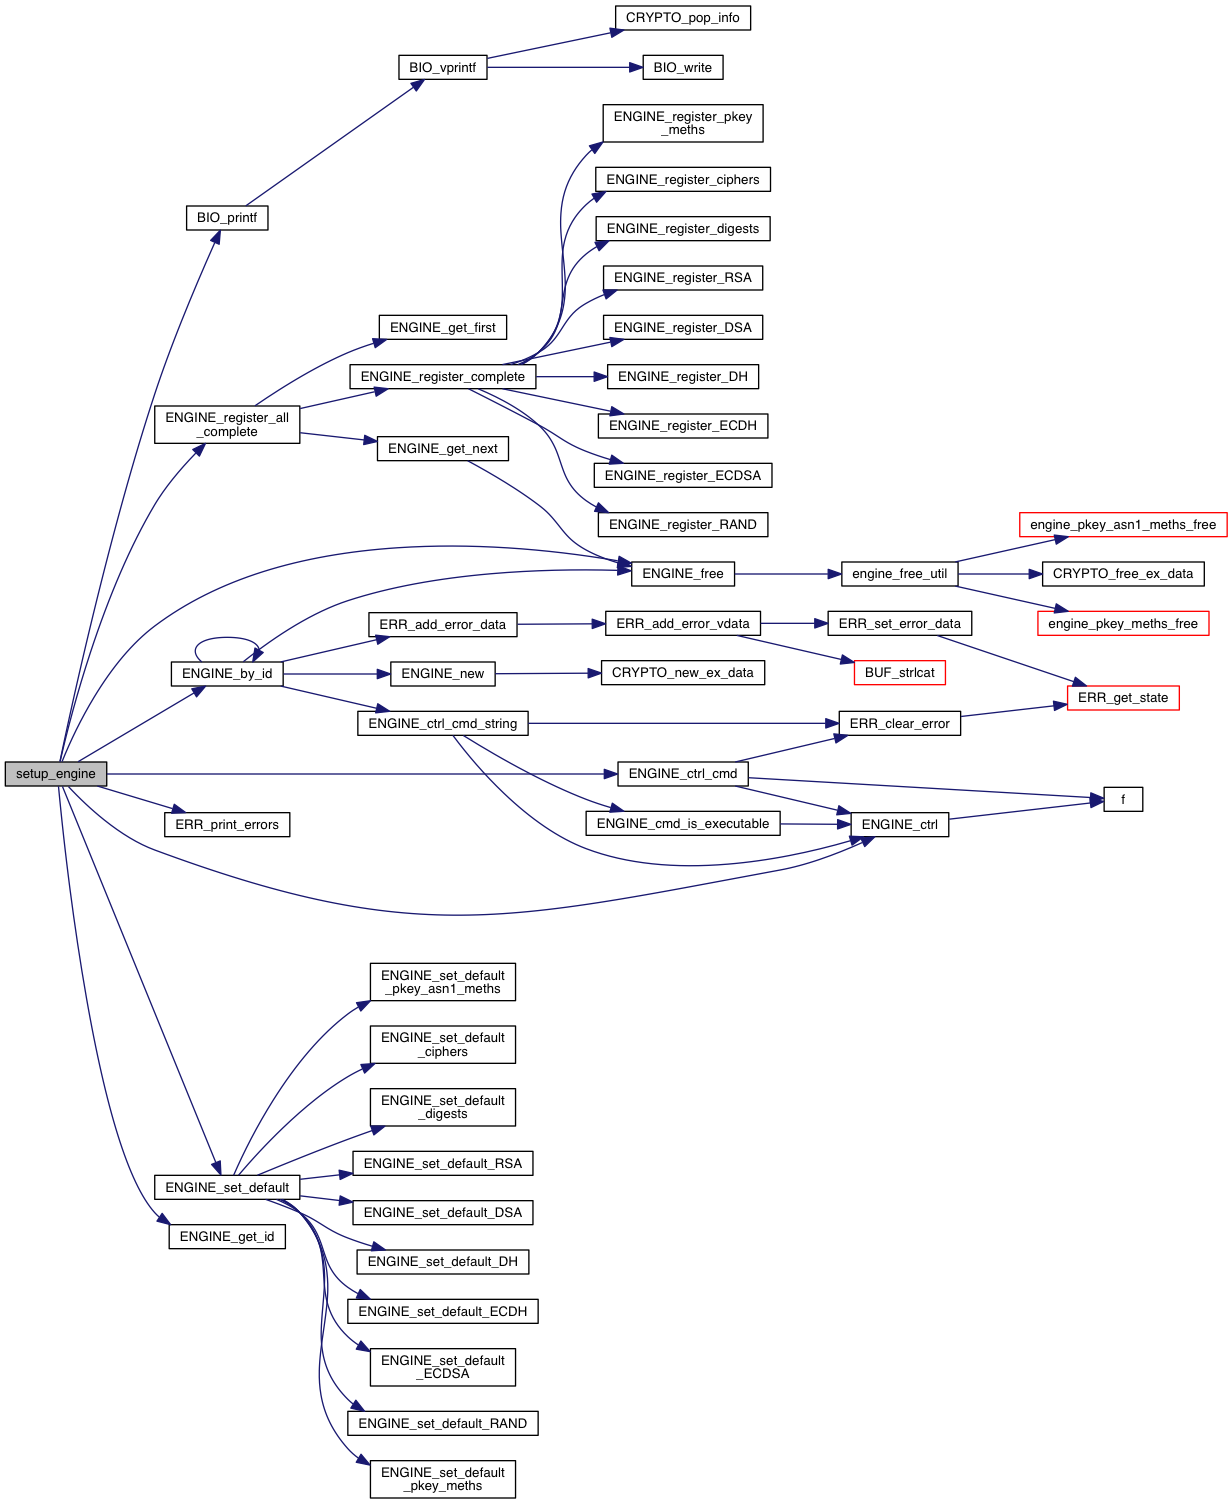 CRYPTO_pop_info
BIO_vprintf
BIO_write
ENGINE_register_pkey
_meths
ENGINE_register_ciphers
BIO_printf
ENGINE_register_digests
ENGINE_register_RSA
ENGINE_get_first
ENGINE_register_DSA
ENGINE_register_complete
ENGINE_register_DH
ENGINE_register_all
_complete
ENGINE_register_ECDH
ENGINE_get_next
ENGINE_register_ECDSA
ENGINE_register_RAND
engine_pkey_asn1_meths_free
ENGINE_free
engine_free_util
CRYPTO_free_ex_data
ERR_add_error_data
ERR_add_error_vdata
ERR_set_error_data
engine_pkey_meths_free
ENGINE_by_id
ENGINE_new
CRYPTO_new_ex_data
BUF_strlcat
ERR_get_state
ENGINE_ctrl_cmd_string
ERR_clear_error
setup_engine
ENGINE_ctrl_cmd
f
ERR_print_errors
ENGINE_cmd_is_executable
ENGINE_ctrl
ENGINE_set_default
_pkey_asn1_meths
ENGINE_set_default
_ciphers
ENGINE_set_default
_digests
ENGINE_set_default_RSA
ENGINE_set_default
ENGINE_set_default_DSA
ENGINE_get_id
ENGINE_set_default_DH
ENGINE_set_default_ECDH
ENGINE_set_default
_ECDSA
ENGINE_set_default_RAND
ENGINE_set_default
_pkey_meths